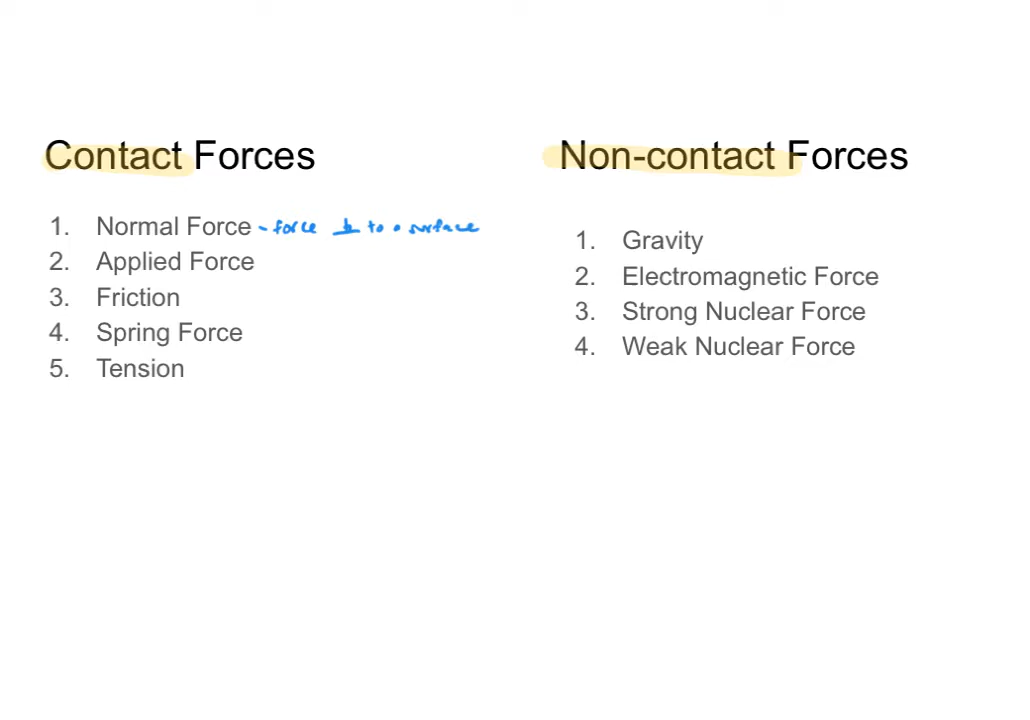 Contact Forces
1. Normal Force - force ⊥ to a surface
2. Applied Force
3. Friction
4. Spring Force
5. Tension
Non-contact Forces
1. Gravity
2. Electromagnetic Force
3. Strong Nuclear Force
4. Weak Nuclear Force